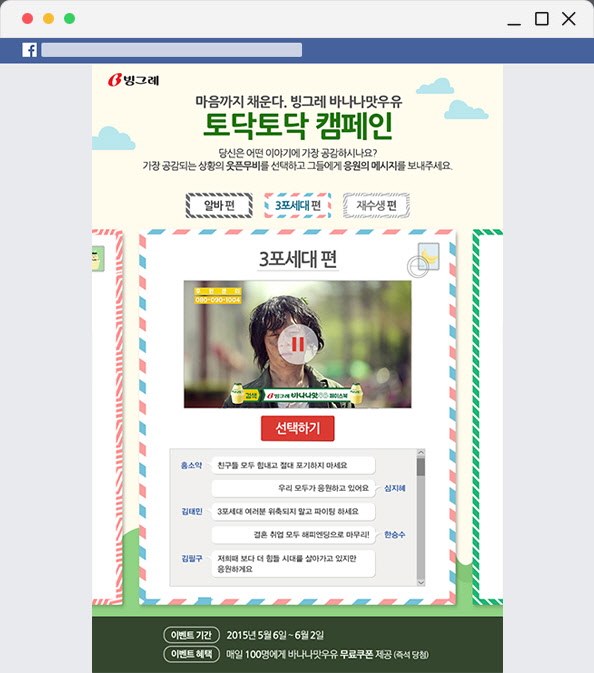 빙그레
마음까지 채운다. 빙그레 바나나맛우유
토닥토닥 캠페인
당신은 어떤 이야기에 가장 공감하시나요?
가장 공감되는 상황의 웃픈무비를 선택하고 그들에게 응원의 메시지를 보내주세요.
알바 편
3포세대 편
재수생 편
3포세대 편
080-090-1004
검색
빙그레 바나나맛우유 페이스북
선택하기
홍소악 친구들 모두 힘내고 절대 포기하지 마세요
우리 모두가 응원하고 있어요 심지혜
김태민 3포세대 여러분 위축되지 말고 파이팅 하세요
결혼 취업 모두 해피엔딩으로 마무리! 한승수
김필구 저희때 보다 더 힘들 시대를 살아가고 있지만
응원하게요
이벤트 기간 2015년 5월 6일 ~ 6월 2일
이벤트 혜택 매일 100명에게 바나나맛우유 무료쿠폰 제공 (즉석 당첨)